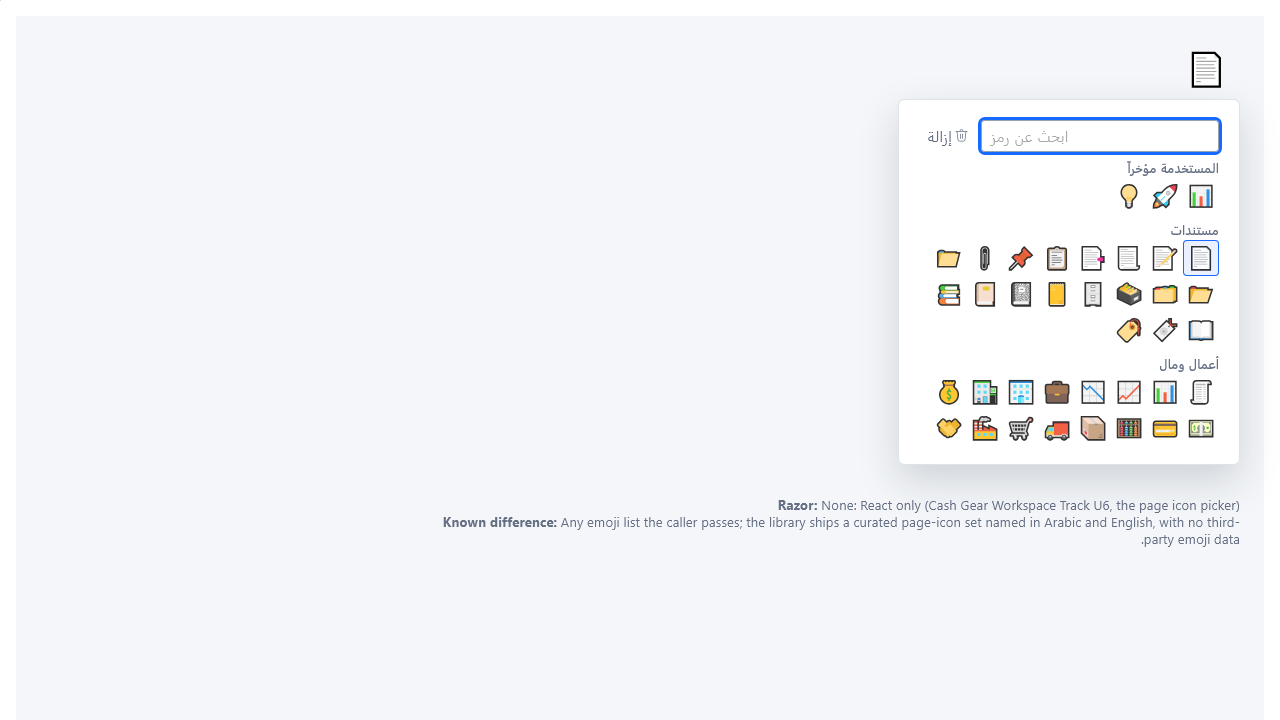 ابحث عن رمز
إزالة
المستخدمة مؤخراً
مستندات
أعمال ومال
Razor: None: React only (Cash Gear Workspace Track U6, the page icon picker)
Known difference: Any emoji list the caller passes; the library ships a curated page-icon set named in Arabic and English, with no third-
party emoji data.